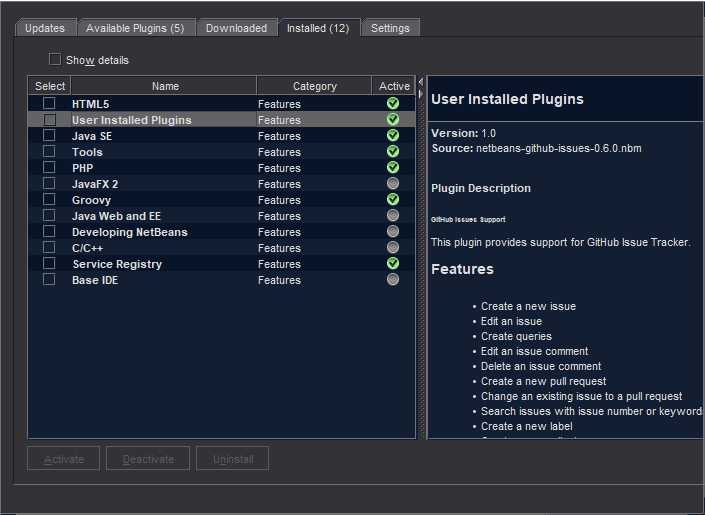 Updates Available Plugins (5) Downloaded Installed (12) Settings
Show details
Select Name Category Active
HTML5 Features
User Installed Plugins Features
Java SE Features
Tools Features
PHP Features
JavaFX 2 Features
Groovy Features
Java Web and EE Features
Developing NetBeans Features
C/C++ Features
Service Registry Features
Base IDE Features
User Installed Plugins
Version: 1.0
Source: netbeans-github-issues-0.6.0.nbm
Plugin Description
GitHub Issues Support
This plugin provides support for GitHub Issue Tracker.
Features
• Create a new issue
• Edit an issue
• Create queries
• Edit an issue comment
• Delete an issue comment
• Create a new pull request
• Change an existing issue to a pull request
• Search issues with issue number or keyword
• Create a new label
Activate Deactivate Uninstall